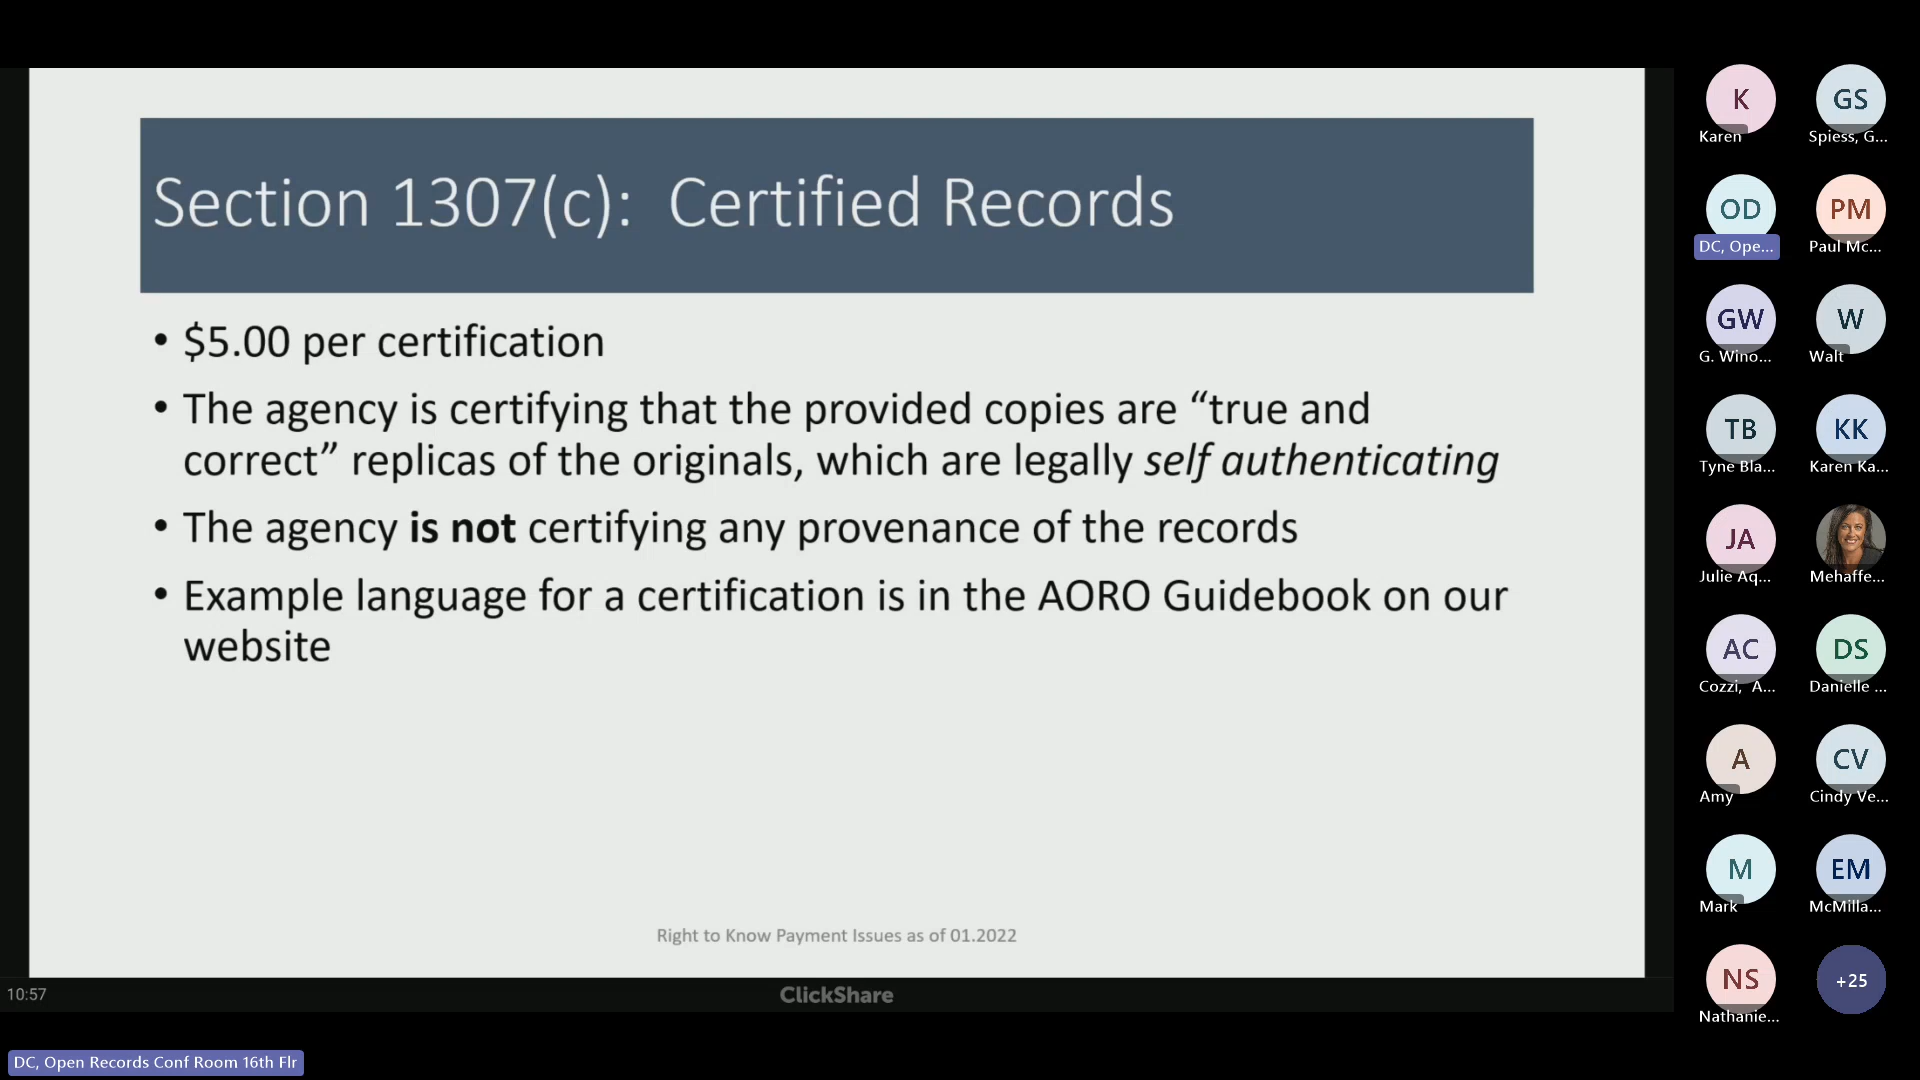 Section 1307(c):  Certified Records
• $5.00 per certification
• The agency is certifying that the provided copies are “true and
correct” replicas of the originals, which are legally self authenticating
• The agency is not certifying any provenance of the records
• Example language for a certification is in the AORO Guidebook on our
website
Right to Know Payment Issues as of 01.2022
10:57
ClickShare
DC, Open Records Conf Room 16th Flr
K
Karen
GS
Spiess, G...
OD
DC, Ope...
PM
Paul Mc...
GW
G. Wino...
W
Walt
TB
Tyne Bla...
KK
Karen Ka...
JA
Julie Aq...
Mehaffe...
AC
Cozzi,  A...
DS
Danielle ...
A
Amy
CV
Cindy Ve...
M
Mark
EM
McMilla...
NS
Nathanie...
+25